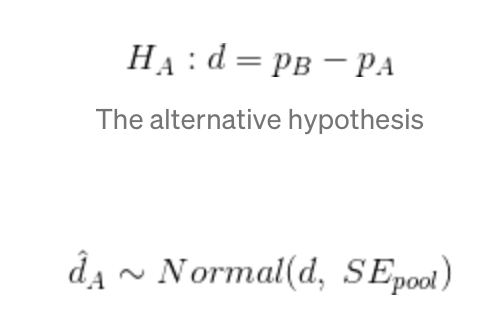 H_A : d = p_B − p_A
The alternative hypothesis
d̂_A ∼ Normal(d, SE_pool)